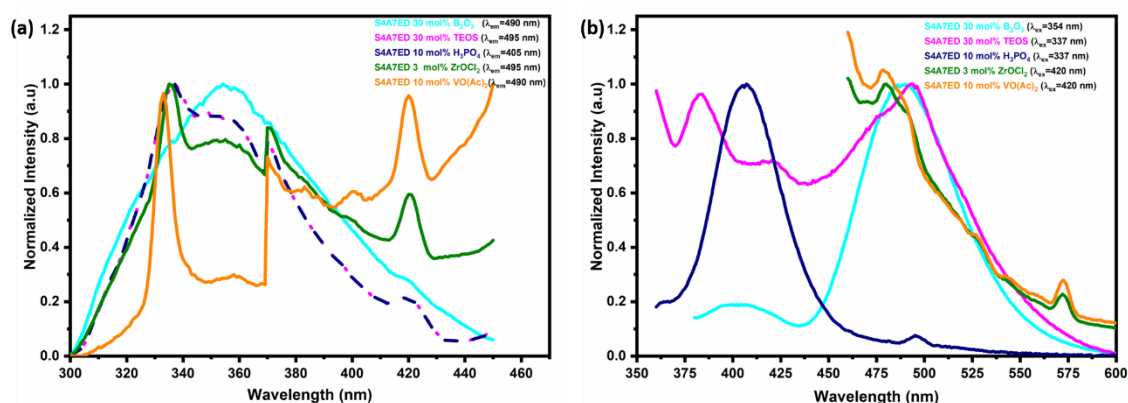 (a)
S4A7ED 30 mol% B₂O₃ (λem=490 nm)
S4A7ED 30 mol% TEOS (λem=495 nm)
S4A7ED 10 mol% H₃PO₄ (λem=405 nm)
S4A7ED 3 mol% ZrOCl₂ (λem=495 nm)
S4A7ED 10 mol% VO(Ac)₂ (λem=490 nm)
Normalized Intensity (a.u)
1.2
1.0
0.8
0.6
0.4
0.2
0.0
300 320 340 360 380 400 420 440 460
Wavelength (nm)
(b)
S4A7ED 30 mol% B₂O₃ (λex=354 nm)
S4A7ED 30 mol% TEOS (λex=337 nm)
S4A7ED 10 mol% H₃PO₄ (λex=337 nm)
S4A7ED 3 mol% ZrOCl₂ (λex=420 nm)
S4A7ED 10 mol% VO(Ac)₂ (λex=420 nm)
Normalized Intensity (a.u)
1.2
1.0
0.8
0.6
0.4
0.2
0.0
350 375 400 425 450 475 500 525 550 575 600
Wavelength (nm)